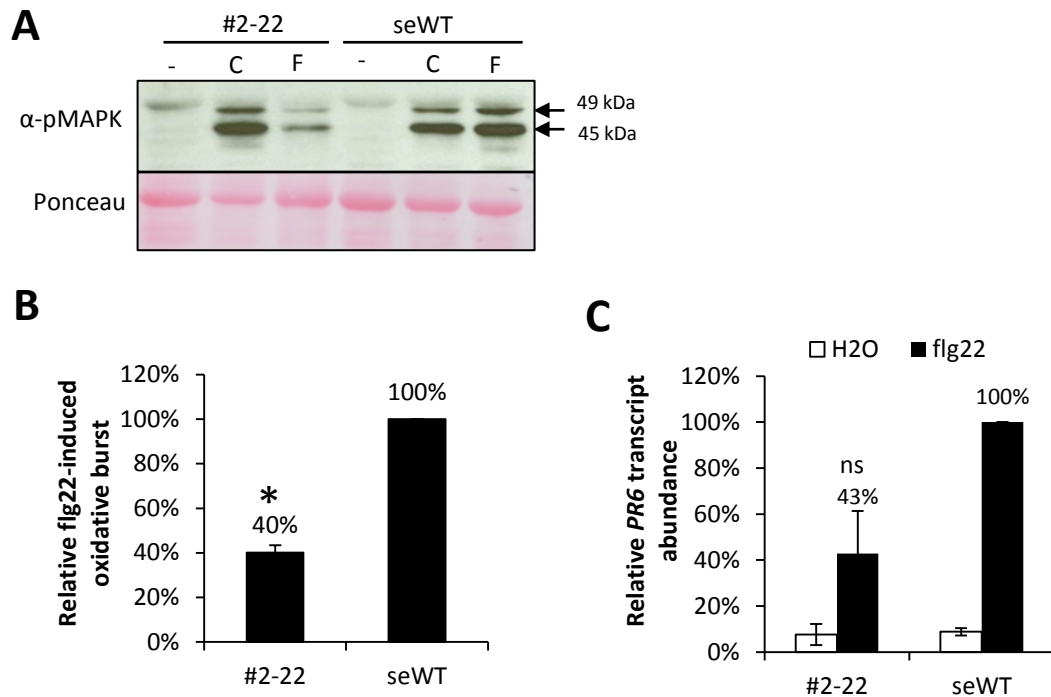 A
#2-22 seWT
- C F - C F
α-pMAPK
49 kDa
45 kDa
Ponceau
B
Relative flg22-induced
oxidative burst
120%
100%
80%
60%
40%
20%
0%
*
40%
100%
#2-22 seWT
C
H2O flg22
Relative PR6 transcript
abundance
120%
100%
80%
60%
40%
20%
0%
ns
43%
100%
#2-22 seWT